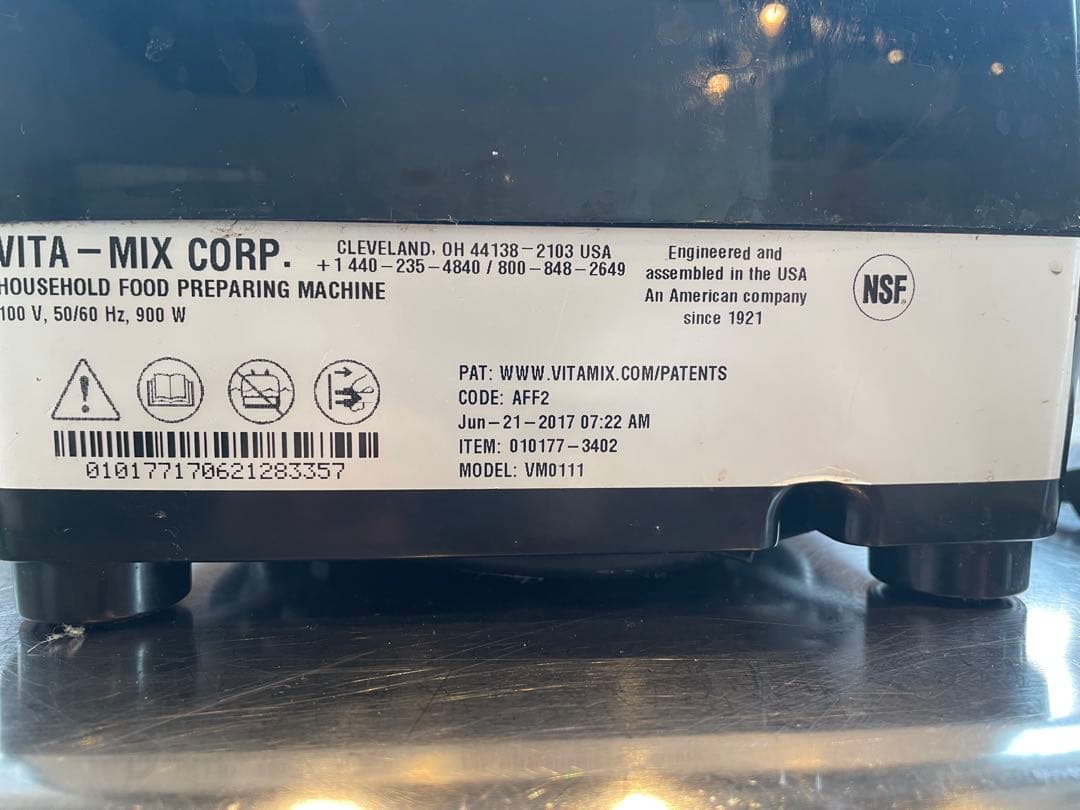 VITA-MIX CORP.
HOUSEHOLD FOOD PREPARING MACHINE
100 V, 50/60 Hz, 900 W
CLEVELAND, OH 44138-2103 USA
+1 440-235-4840 / 800-848-2649
Engineered and
assembled in the USA
An American company
since 1921
NSF
010177170621283357
PAT: WWW.VITAMIX.COM/PATENTS
CODE: AFF2
Jun-21-2017 07:22 AM
ITEM: 010177-3402
MODEL: VM0111